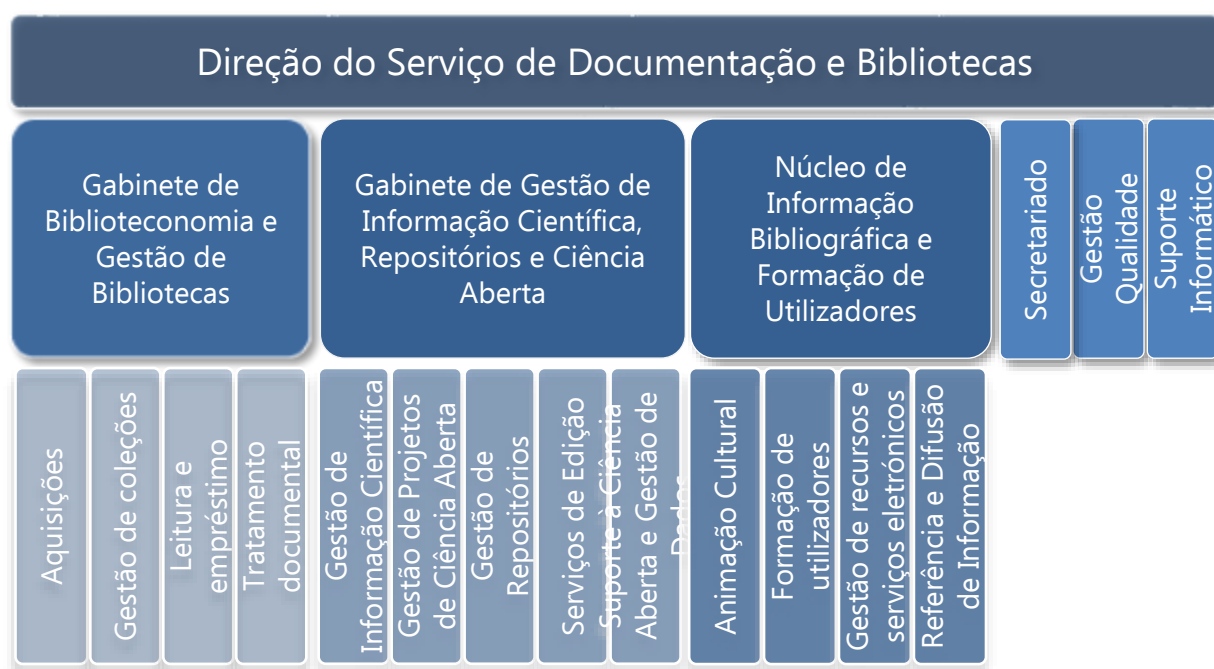 Direção do Serviço de Documentação e Bibliotecas
Gabinete de
Biblioteconomia e
Gestão de
Bibliotecas
Gabinete de Gestão de
Informação Científica,
Repositórios e Ciência
Aberta
Núcleo de
Informação
Bibliográfica e
Formação de
Utilizadores
Secretariado
Gestão
Qualidade
Suporte
Informático
Aquisições
Gestão de coleções
Leitura e
empréstimo
Tratamento
documental
Gestão de
Informação Científica
Gestão de Projetos
de Ciência Aberta
Gestão de
Repositórios
Serviços de Edição
Suporte à Ciência
Aberta e Gestão de
Dados
Animação Cultural
Formação de
utilizadores
Gestão de recursos e
serviços eletrónicos
Referência e Difusão
de Informação